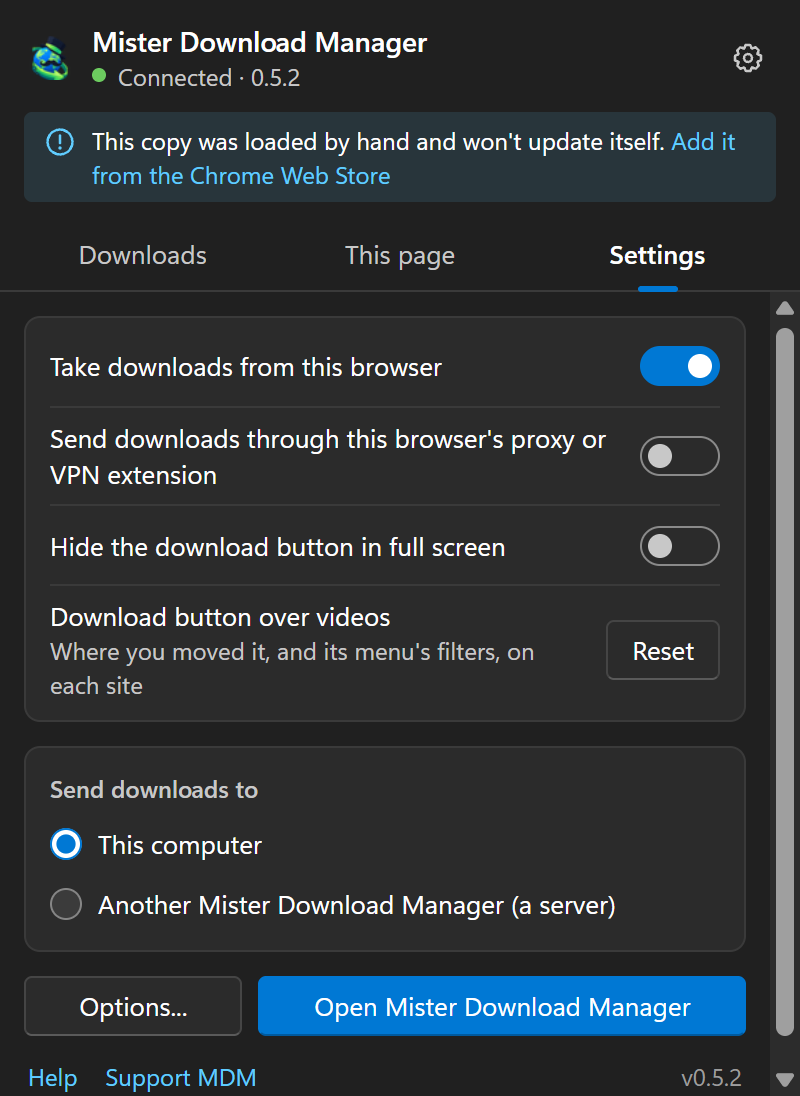 Mister Download Manager
Connected · 0.5.2
This copy was loaded by hand and won't update itself. Add it
from the Chrome Web Store
Downloads
This page
Settings
Take downloads from this browser
Send downloads through this browser's proxy or
VPN extension
Hide the download button in full screen
Download button over videos
Where you moved it, and its menu's filters, on
each site
Reset
Send downloads to
This computer
Another Mister Download Manager (a server)
Options...
Open Mister Download Manager
Help
Support MDM
v0.5.2